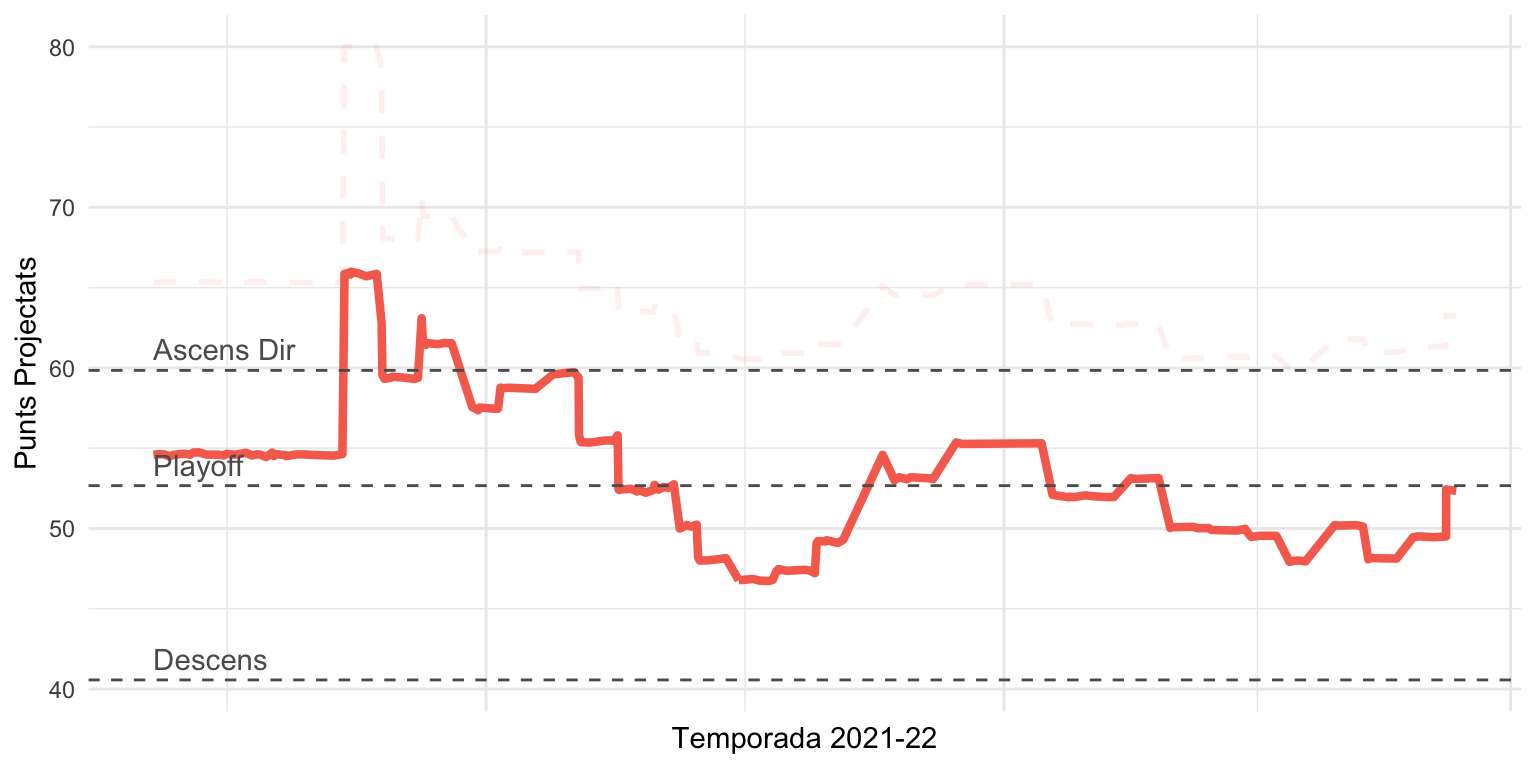 80
70
60
50
40
Punts Projectats
Ascens Dir
Playoff
Descens
Temporada 2021-22